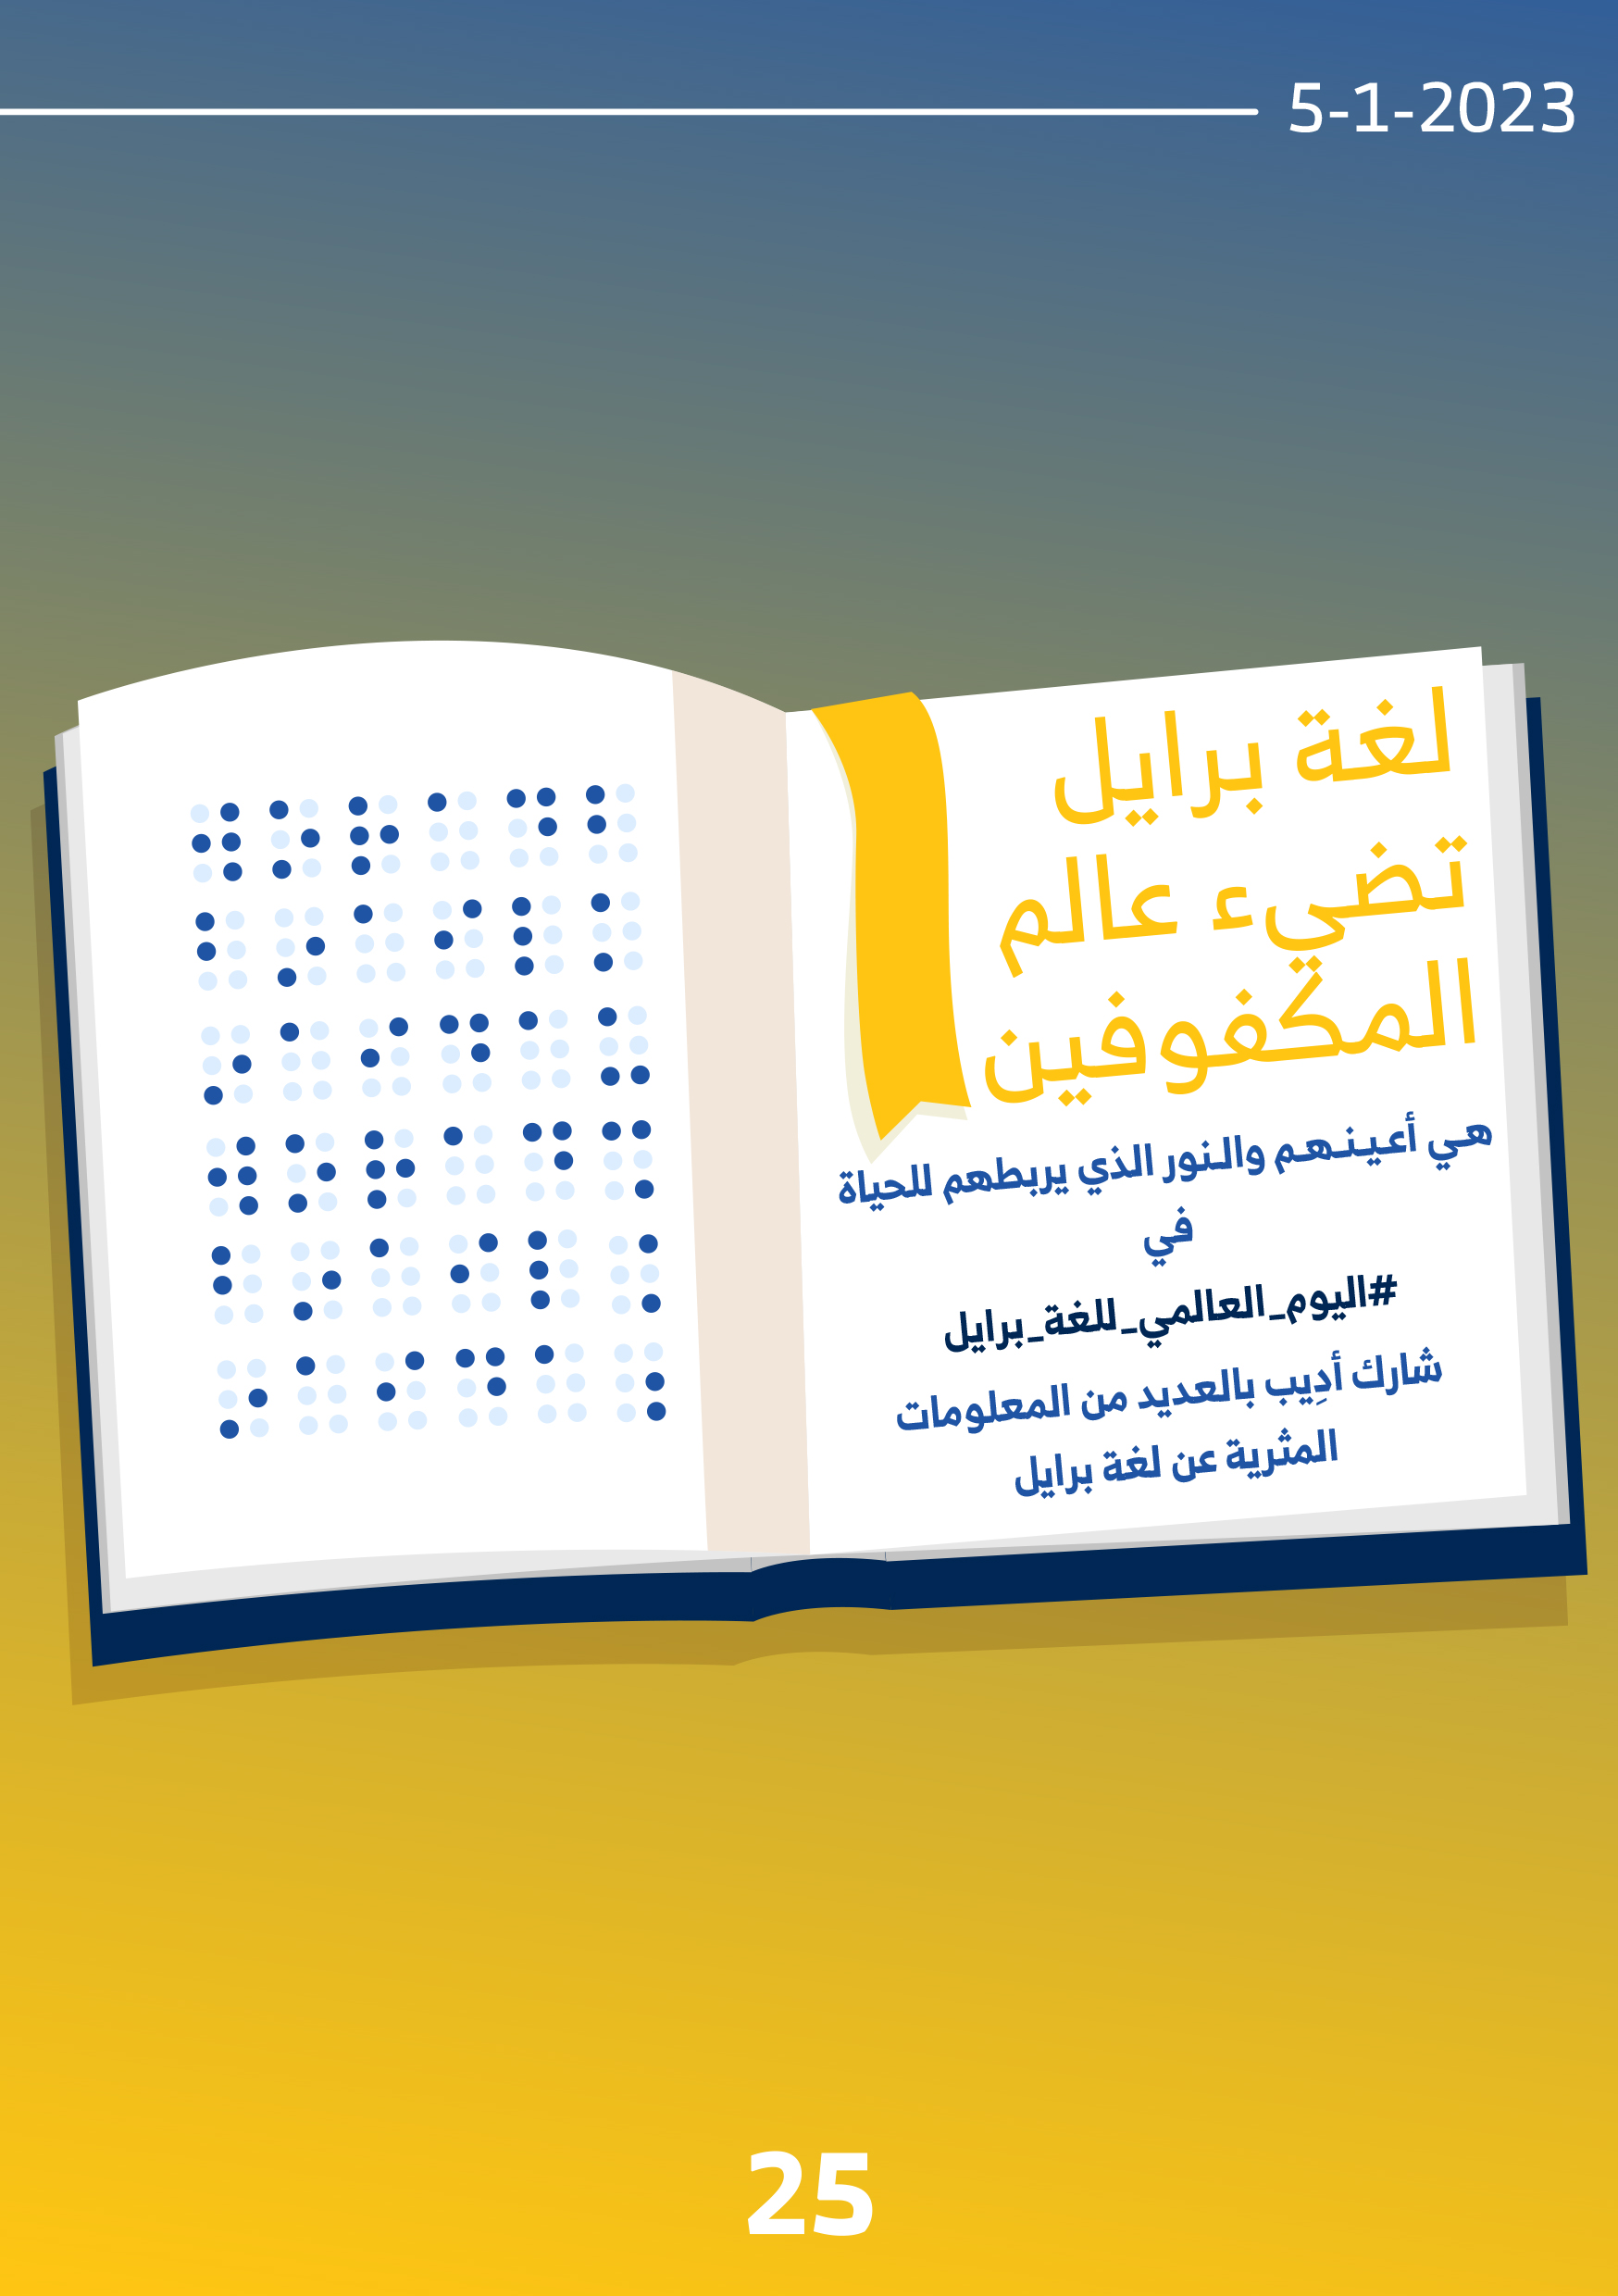 5-1-2023
لغة برايل
تضيء عالم
المكفوفين
هي أعينهم والنور الذي يربطهم للحياة
في
#اليوم_العالمي_للغة_برايل
شارك أدِيب بالعديد من المعلومات
المثرية عن لغة برايل
25